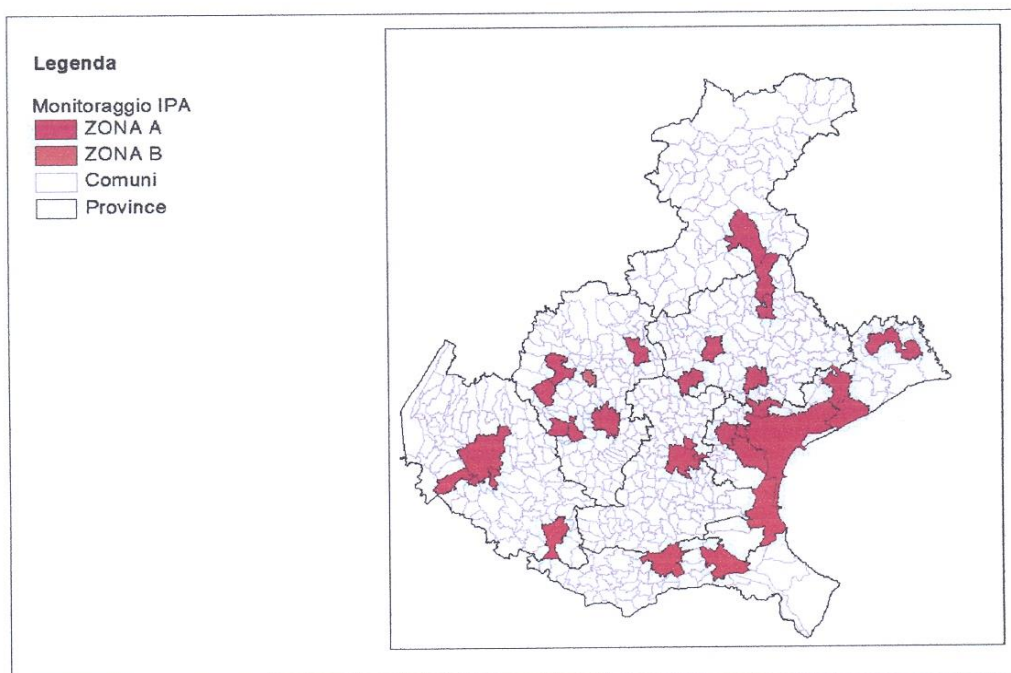 Legenda
Monitoraggio IPA
ZONA A
ZONA B
Comuni
Province